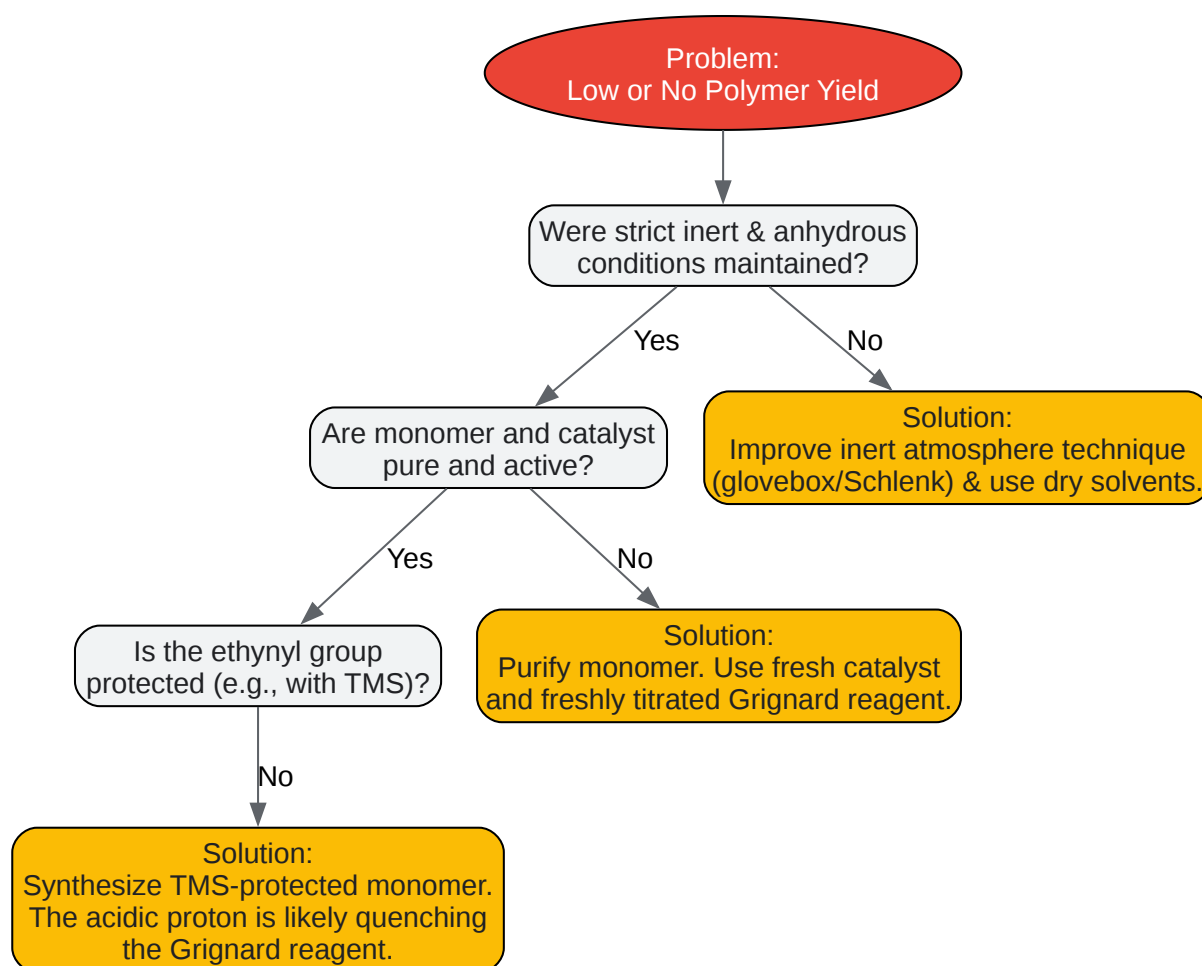 Problem:
Low or No Polymer Yield
Were strict inert & anhydrous
conditions maintained?
Yes
No
Are monomer and catalyst
pure and active?
Solution:
Improve inert atmosphere technique
(glovebox/Schlenk) & use dry solvents.
Yes
No
Is the ethynyl group
protected (e.g., with TMS)?
Solution:
Purify monomer. Use fresh catalyst
and freshly titrated Grignard reagent.
No
Solution:
Synthesize TMS-protected monomer.
The acidic proton is likely quenching
the Grignard reagent.